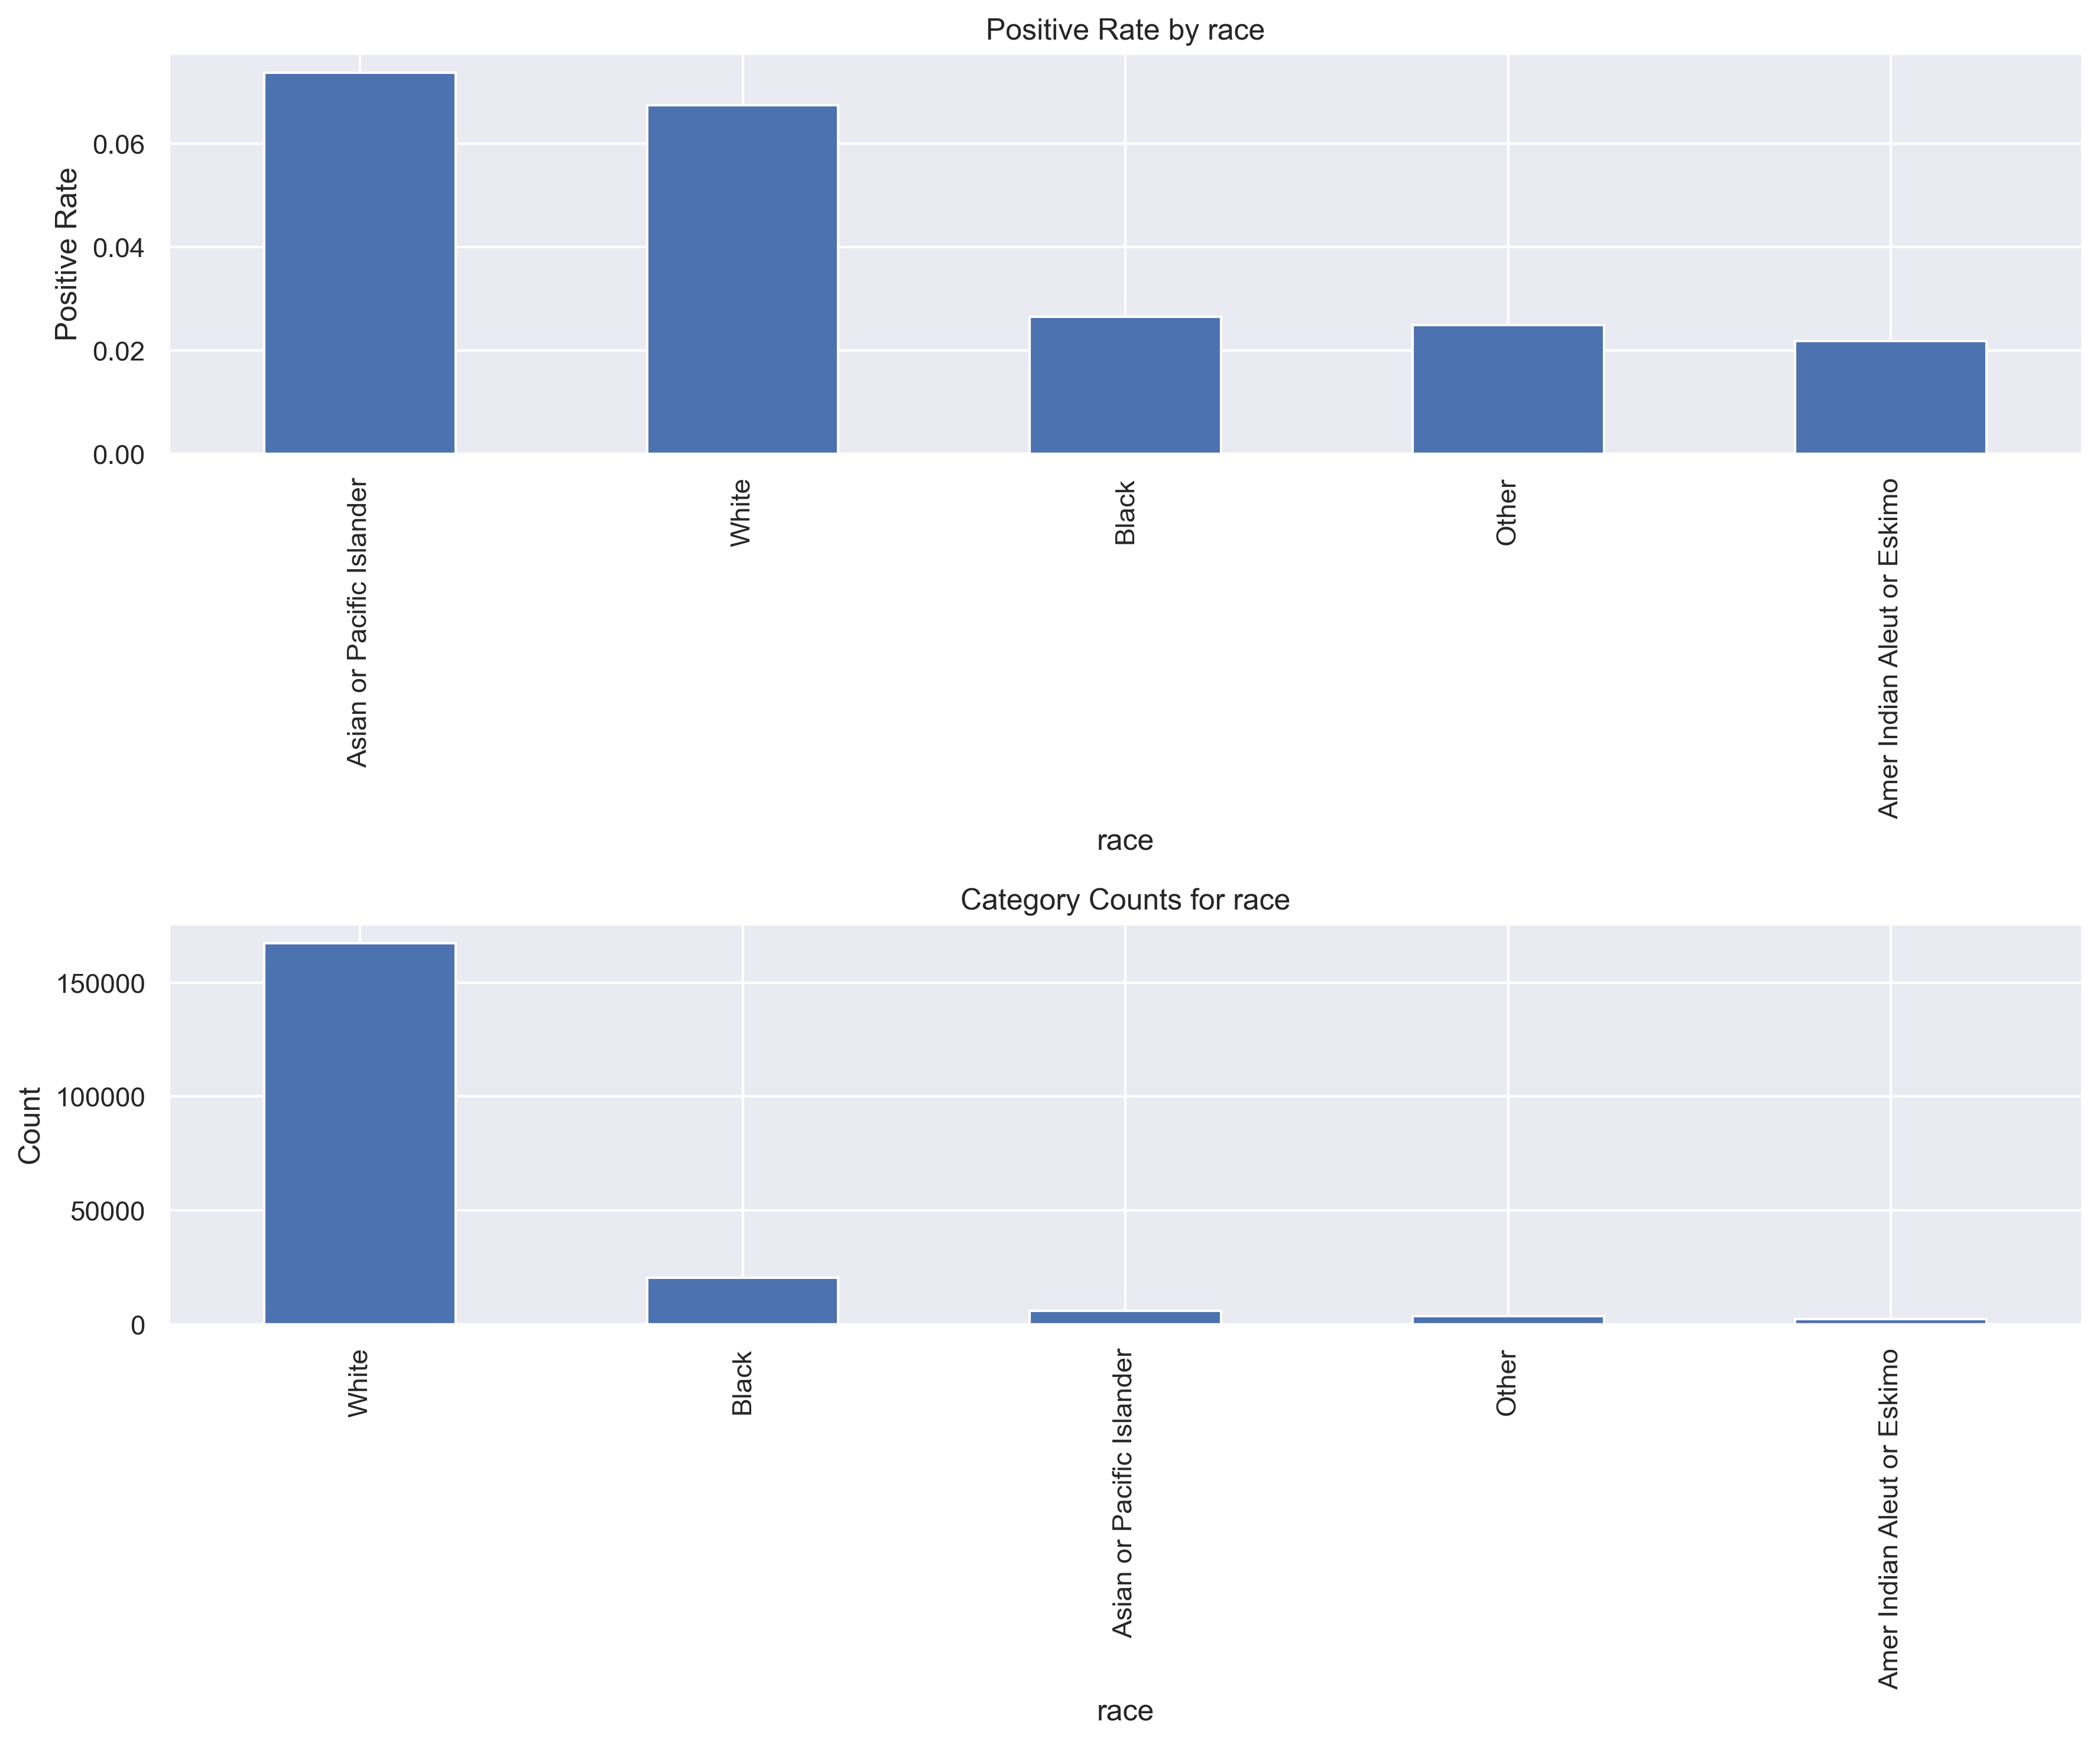 Positive Rate by race
Positive Rate
0.06
0.04
0.02
0.00
Asian or Pacific Islander
White
Black
Other
Amer Indian Aleut or Eskimo
race
Category Counts for race
Count
150000
100000
50000
0
White
Black
Asian or Pacific Islander
Other
Amer Indian Aleut or Eskimo
race